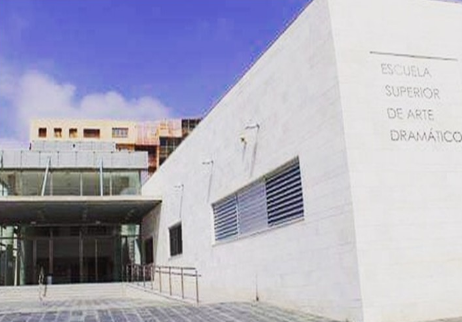 ESCUELA
SUPERIOR
DE ARTE
DRAMÁTICO